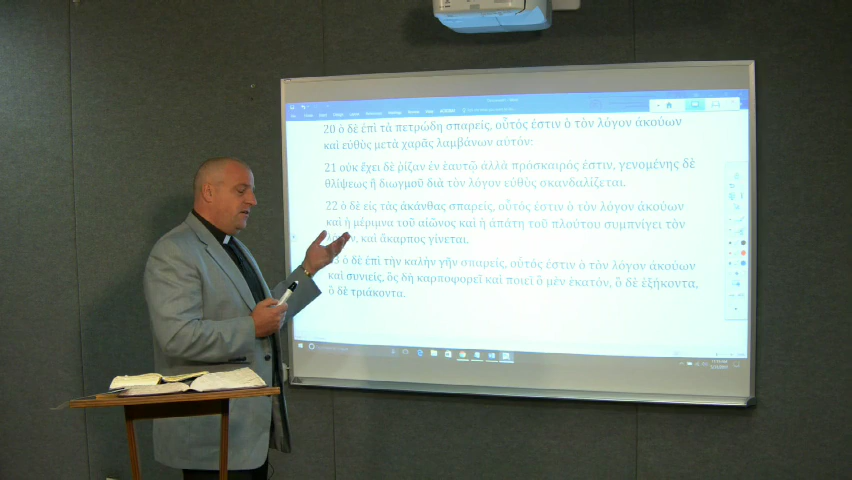 20 ὁ δὲ ἐπὶ τὰ πετρώδη σπαρείς, οὗτός ἐστιν ὁ τὸν λόγον ἀκούων
καὶ εὐθὺς μετὰ χαρᾶς λαμβάνων αὐτόν:
21 οὐκ ἔχει δὲ ῥίζαν ἐν ἑαυτῷ ἀλλὰ πρόσκαιρός ἐστιν, γενομένης δὲ
θλίψεως ἢ διωγμοῦ διὰ τὸν λόγον εὐθὺς σκανδαλίζεται.
22 ὁ δὲ εἰς τὰς ἀκάνθας σπαρείς, οὗτός ἐστιν ὁ τὸν λόγον ἀκούων
καὶ ἡ μέριμνα τοῦ αἰῶνος καὶ ἡ ἀπάτη τοῦ πλούτου συμπνίγει τὸν
καὶ ἄκαρπος γίνεται.
ὁ δὲ ἐπὶ τὴν καλὴν γῆν σπαρείς, οὗτός ἐστιν ὁ τὸν λόγον ἀκούων
καὶ συνιείς, ὃς δὴ καρποφορεῖ καὶ ποιεῖ ὃ μὲν ἑκατόν, ὃ δὲ ἑξήκοντα,
ὃ δὲ τριάκοντα.